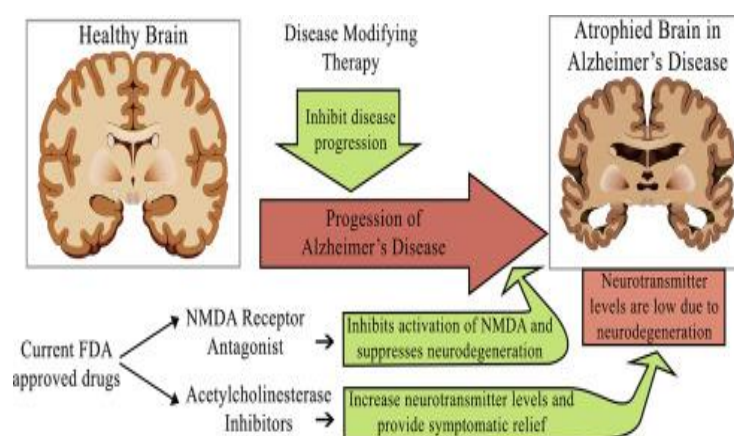 Healthy Brain
Disease Modifying
Therapy
Inhibit disease
progression
Progession of
Alzheimer's Disease
Atrophied Brain in
Alzheimer's Disease
Neurotransmitter
levels are low due to
neurodegeneration
Current FDA
approved drugs
NMDA Receptor
Antagonist
Inhibits activation of NMDA and
suppresses neurodegeneration
Acetylcholinesterase
Inhibitors
Increase neurotransmitter levels and
provide symptomatic relief